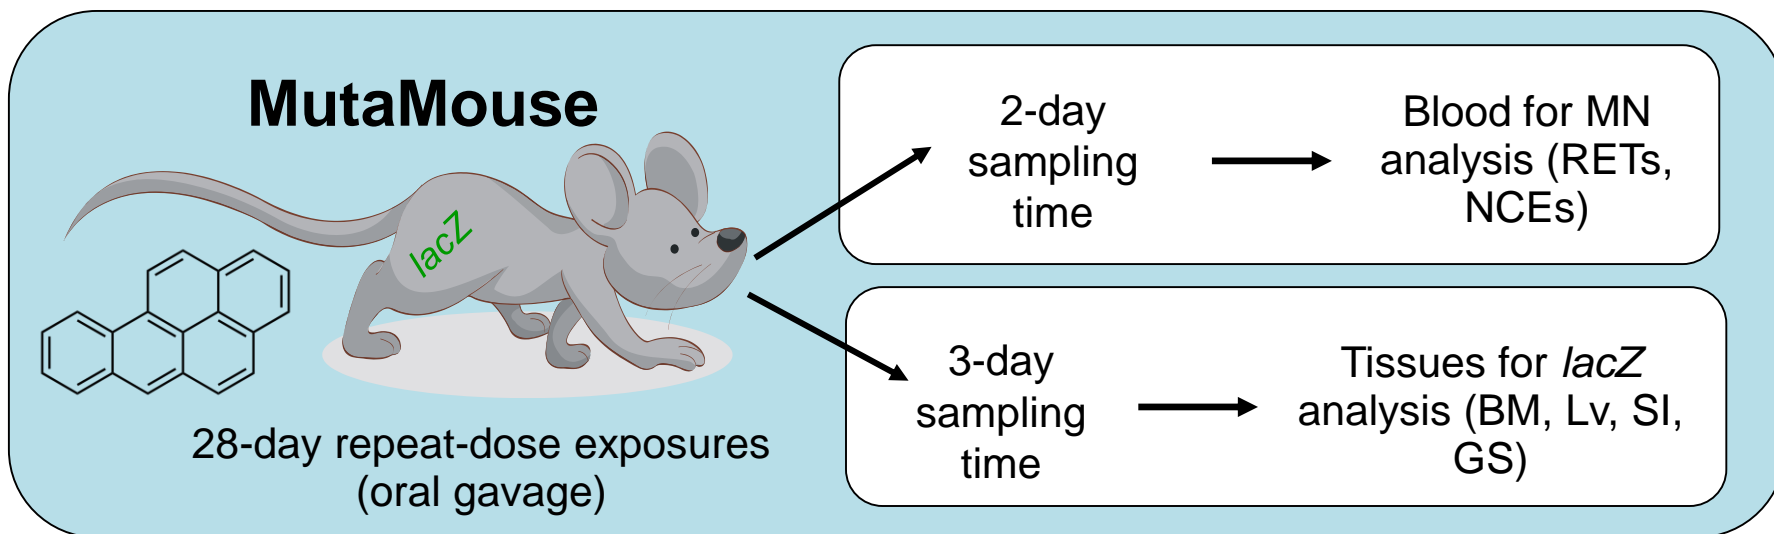 MutaMouse
lacZ
28-day repeat-dose exposures
(oral gavage)
2-day
sampling
time
Blood for MN
analysis (RETs,
NCEs)
3-day
sampling
time
Tissues for lacZ
analysis (BM, Lv, SI,
GS)